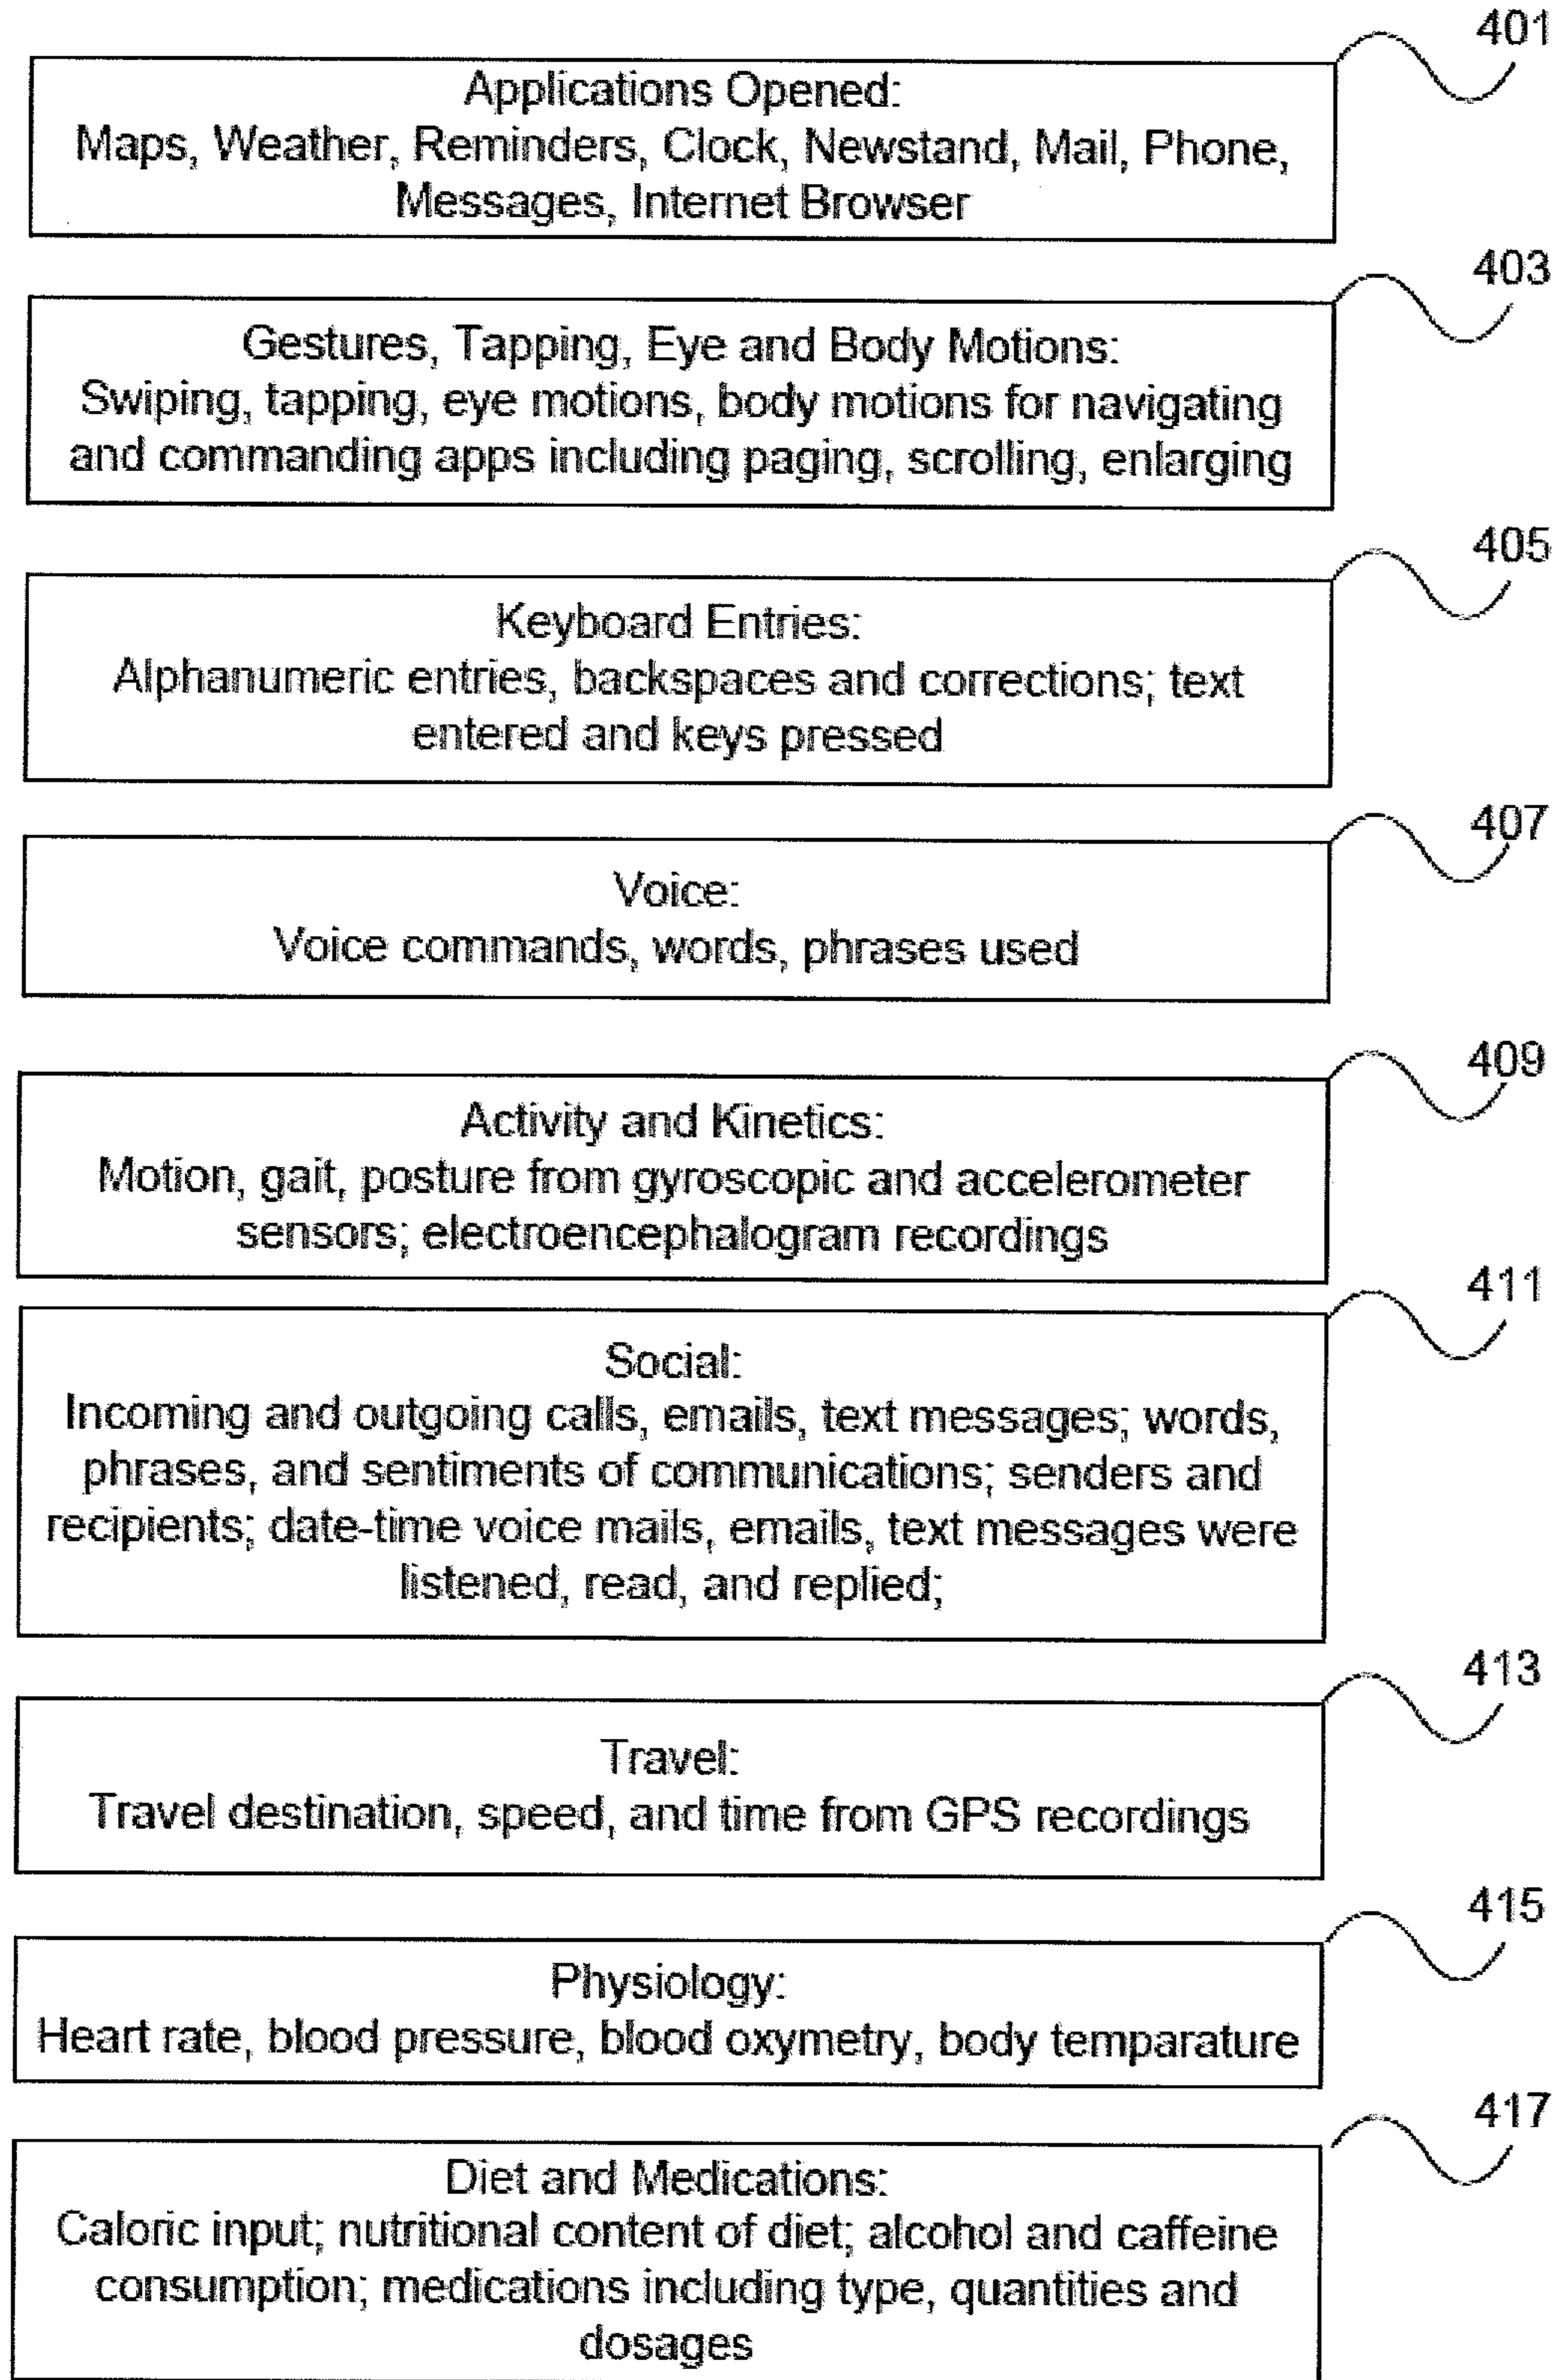 401
Applications Opened:
Maps, Weather, Reminders, Clock, Newstand, Mail, Phone,
Messages, Internet Browser
403
Gestures, Tapping, Eye and Body Motions:
Swiping, tapping, eye motions, body motions for navigating
and commanding apps including paging, scrolling, enlarging
405
Keyboard Entries:
Alphanumeric entries, backspaces and corrections; text
entered and keys pressed
407
Voice:
Voice commands, words, phrases used
409
Activity and Kinetics:
Motion, gait, posture from gyroscopic and accelerometer
sensors; electroencephalogram recordings
411
Social:
Incoming and outgoing calls, emails, text messages; words,
phrases, and sentiments of communications; senders and
recipients; date-time voice mails, emails, text messages were
listened, read, and replied;
413
Travel:
Travel destination, speed, and time from GPS recordings
415
Physiology:
Heart rate, blood pressure, blood oxymetry, body temparature
417
Diet and Medications:
Caloric input; nutritional content of diet; alcohol and caffeine
consumption; medications including type, quantities and
dosages